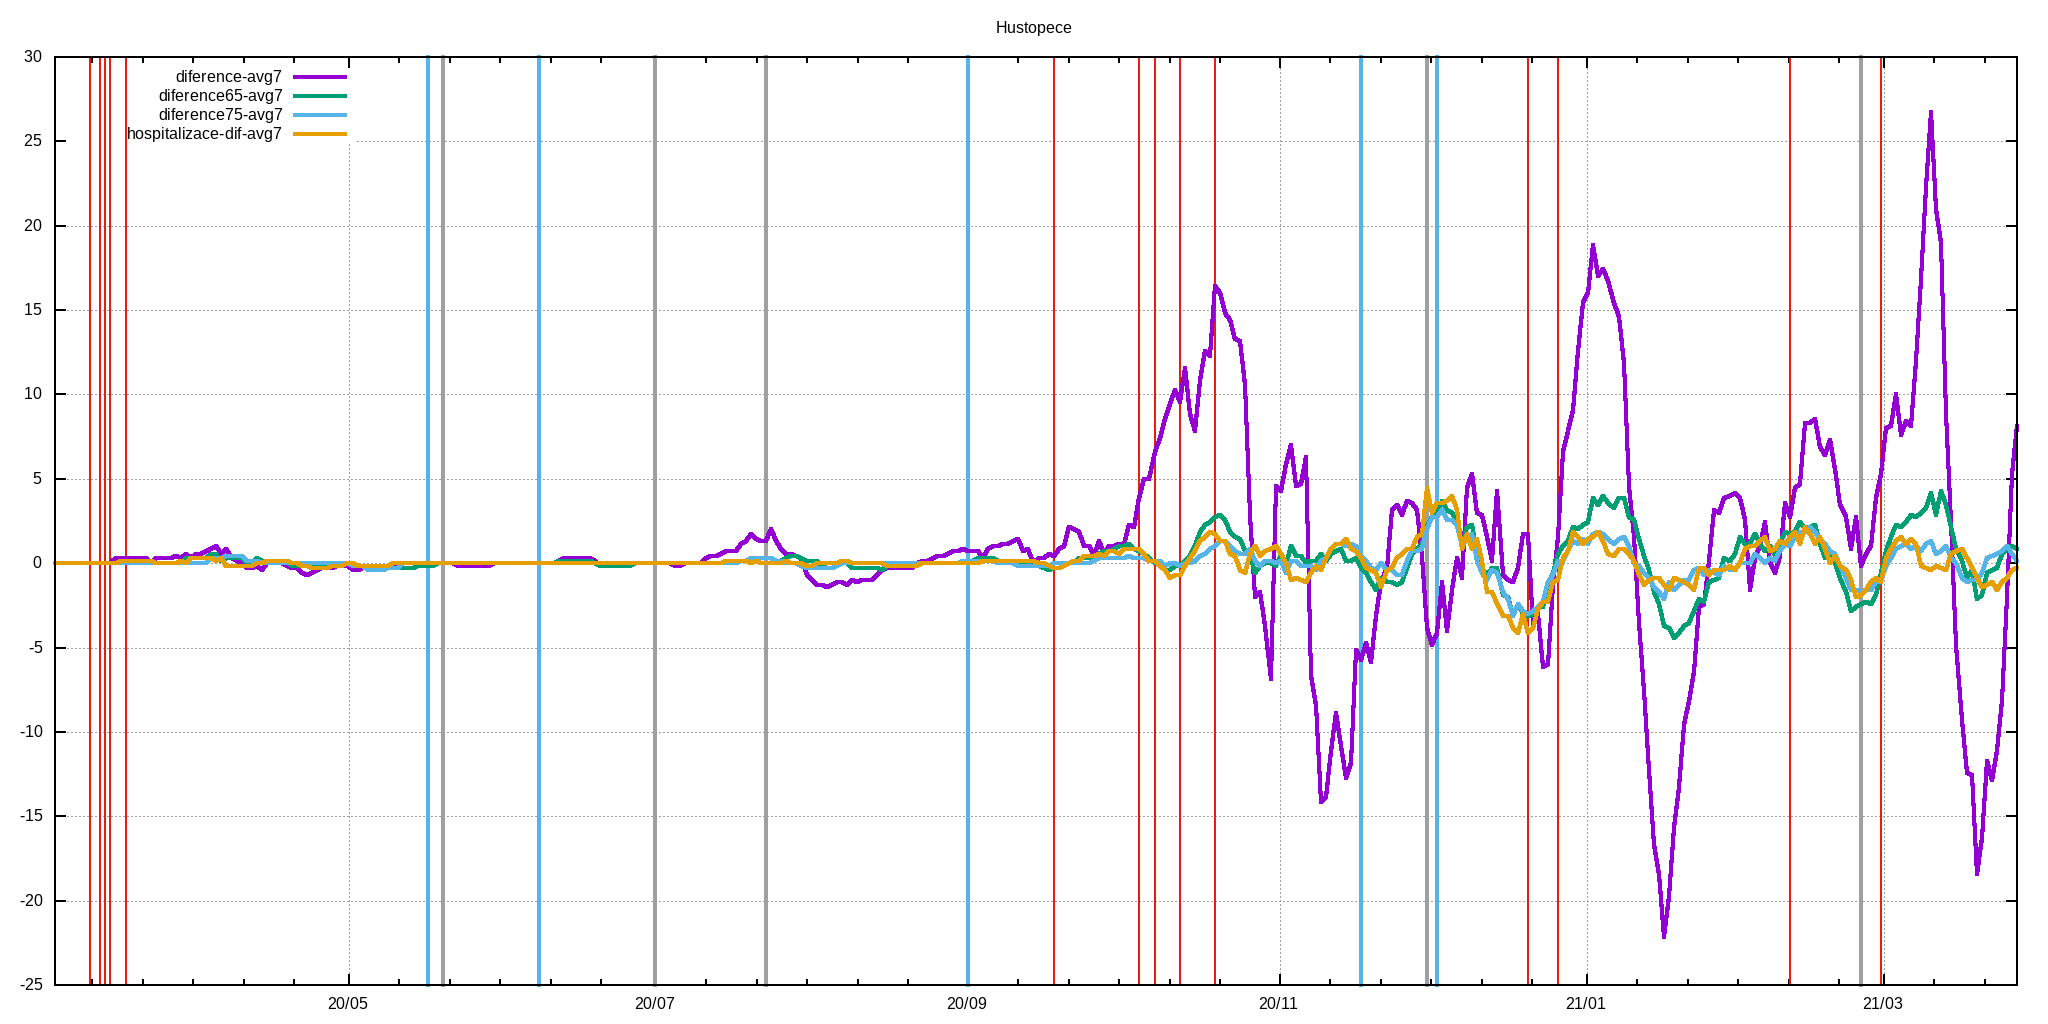 Hustopece
diference-avg7
diference65-avg7
diference75-avg7
hospitalizace-dif-avg7
30
25
20
15
10
5
0
-5
-10
-15
-20
-25
20/05 20/07 20/09 20/11 21/01 21/03